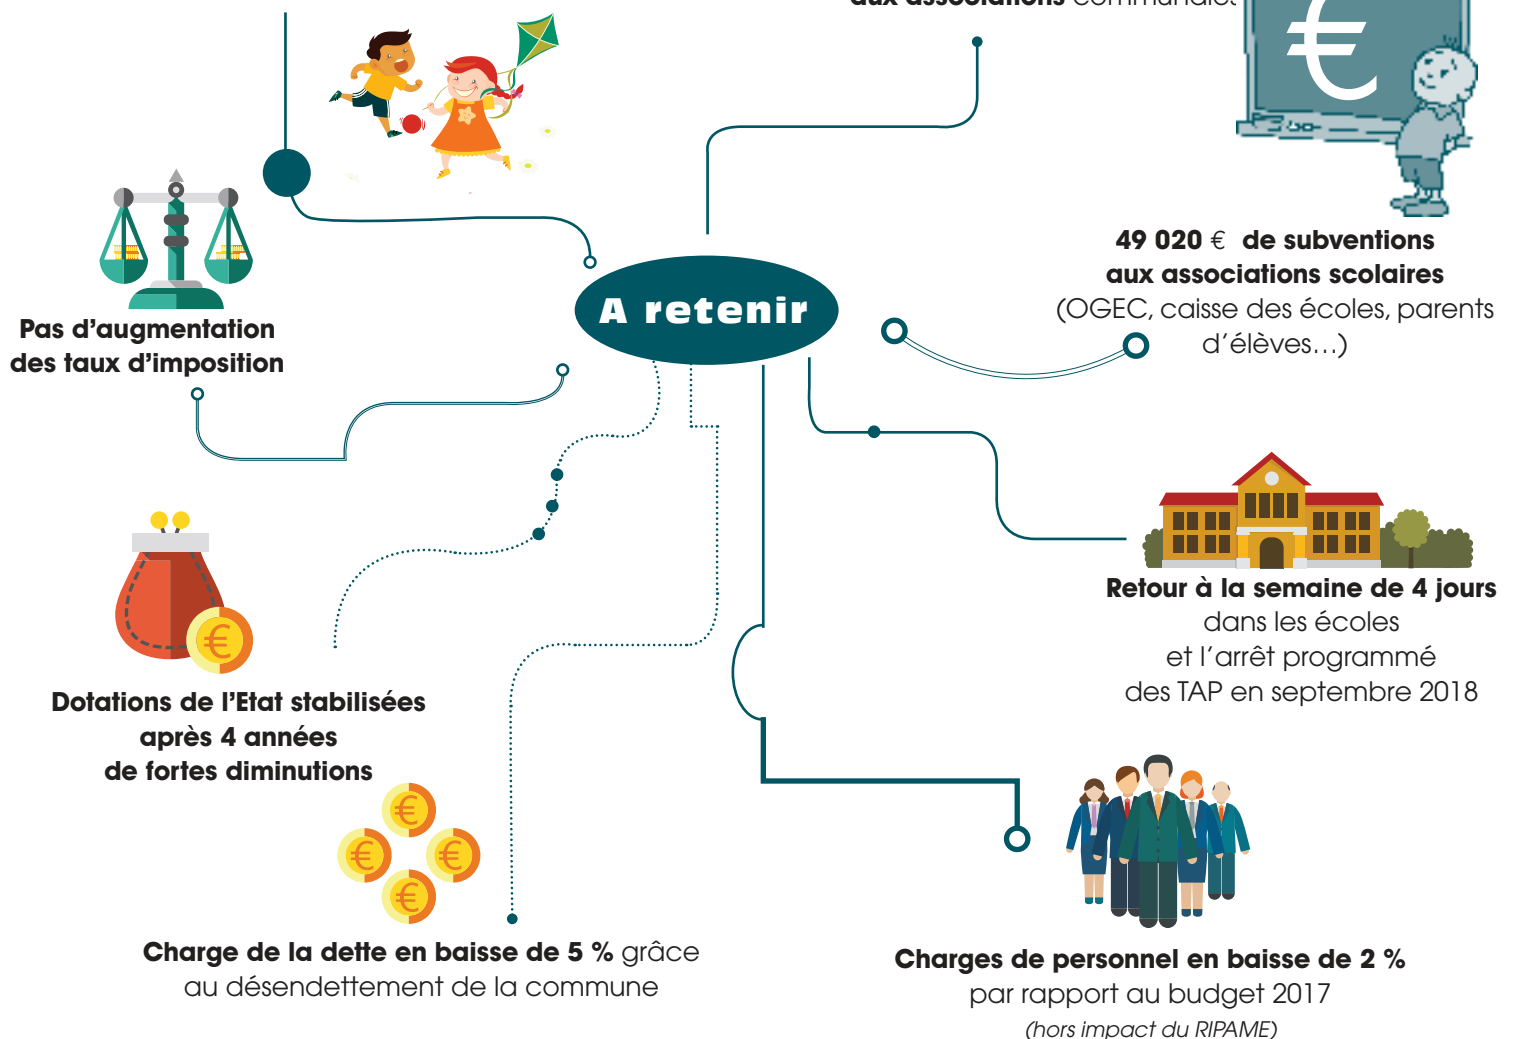 aux associations communales
€
A retenir
Pas d’augmentation
des taux d’imposition
49 020 € de subventions
aux associations scolaires
(OGEC, caisse des écoles, parents
d’élèves…)
Retour à la semaine de 4 jours
dans les écoles
et l’arrêt programmé
des TAP en septembre 2018
€
Dotations de l’Etat stabilisées
après 4 années
de fortes diminutions
€
€ €
€
Charge de la dette en baisse de 5 % grâce
au désendettement de la commune
Charges de personnel en baisse de 2 %
par rapport au budget 2017
(hors impact du RIPAME)